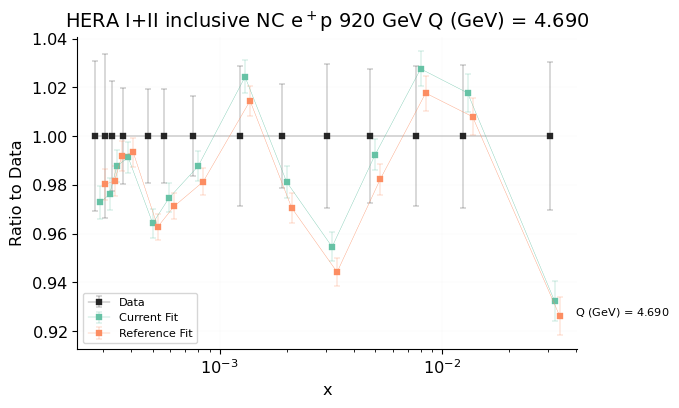 HERA I+II inclusive NC e⁺p 920 GeV Q (GeV) = 4.690
Ratio to Data
1.04
1.02
1.00
0.98
0.96
0.94
0.92
Data
Current Fit
Reference Fit
Q (GeV) = 4.690
10⁻³
10⁻²
x